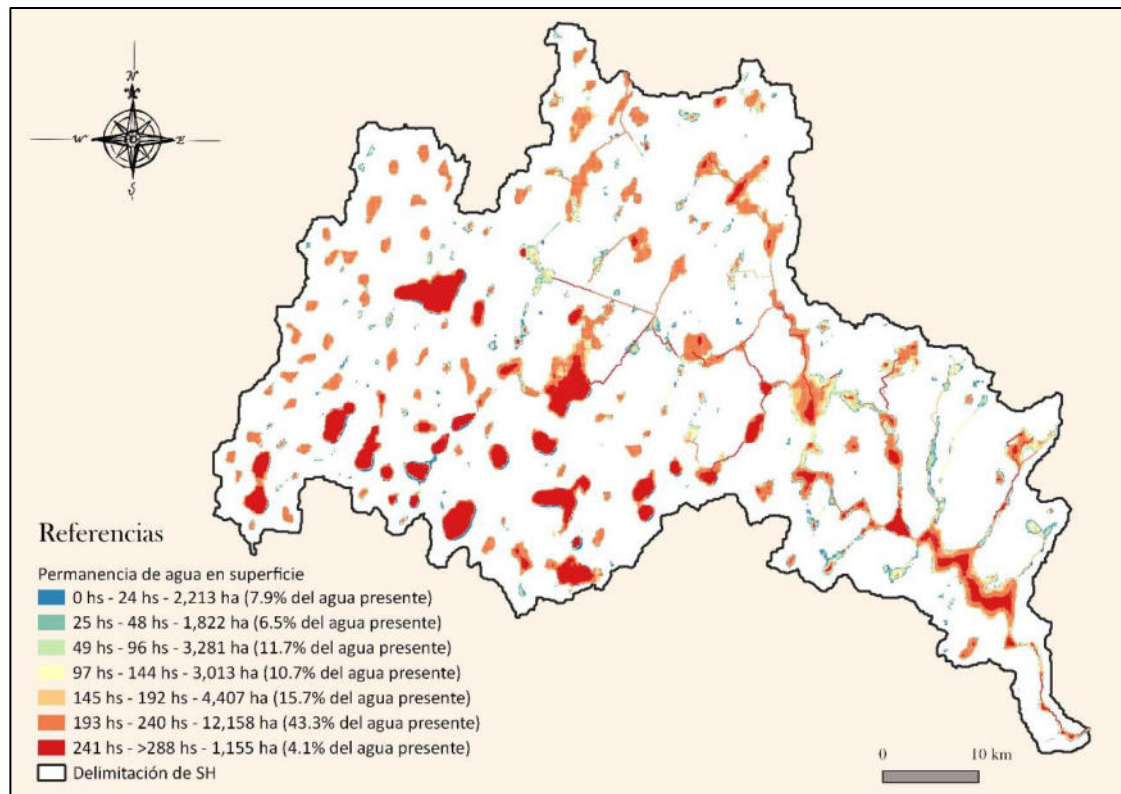 N
W
E
S
Referencias
Permanencia de agua en superficie
0 hs - 24 hs - 2,213 ha (7.9% del agua presente)
25 hs - 48 hs - 1,822 ha (6.5% del agua presente)
49 hs - 96 hs - 3,281 ha (11.7% del agua presente)
97 hs - 144 hs - 3,013 ha (10.7% del agua presente)
145 hs - 192 hs - 4,407 ha (15.7% del agua presente)
193 hs - 240 hs - 12,158 ha (43.3% del agua presente)
241 hs - >288 hs - 1,155 ha (4.1% del agua presente)
Delimitación de SH
0 10 km